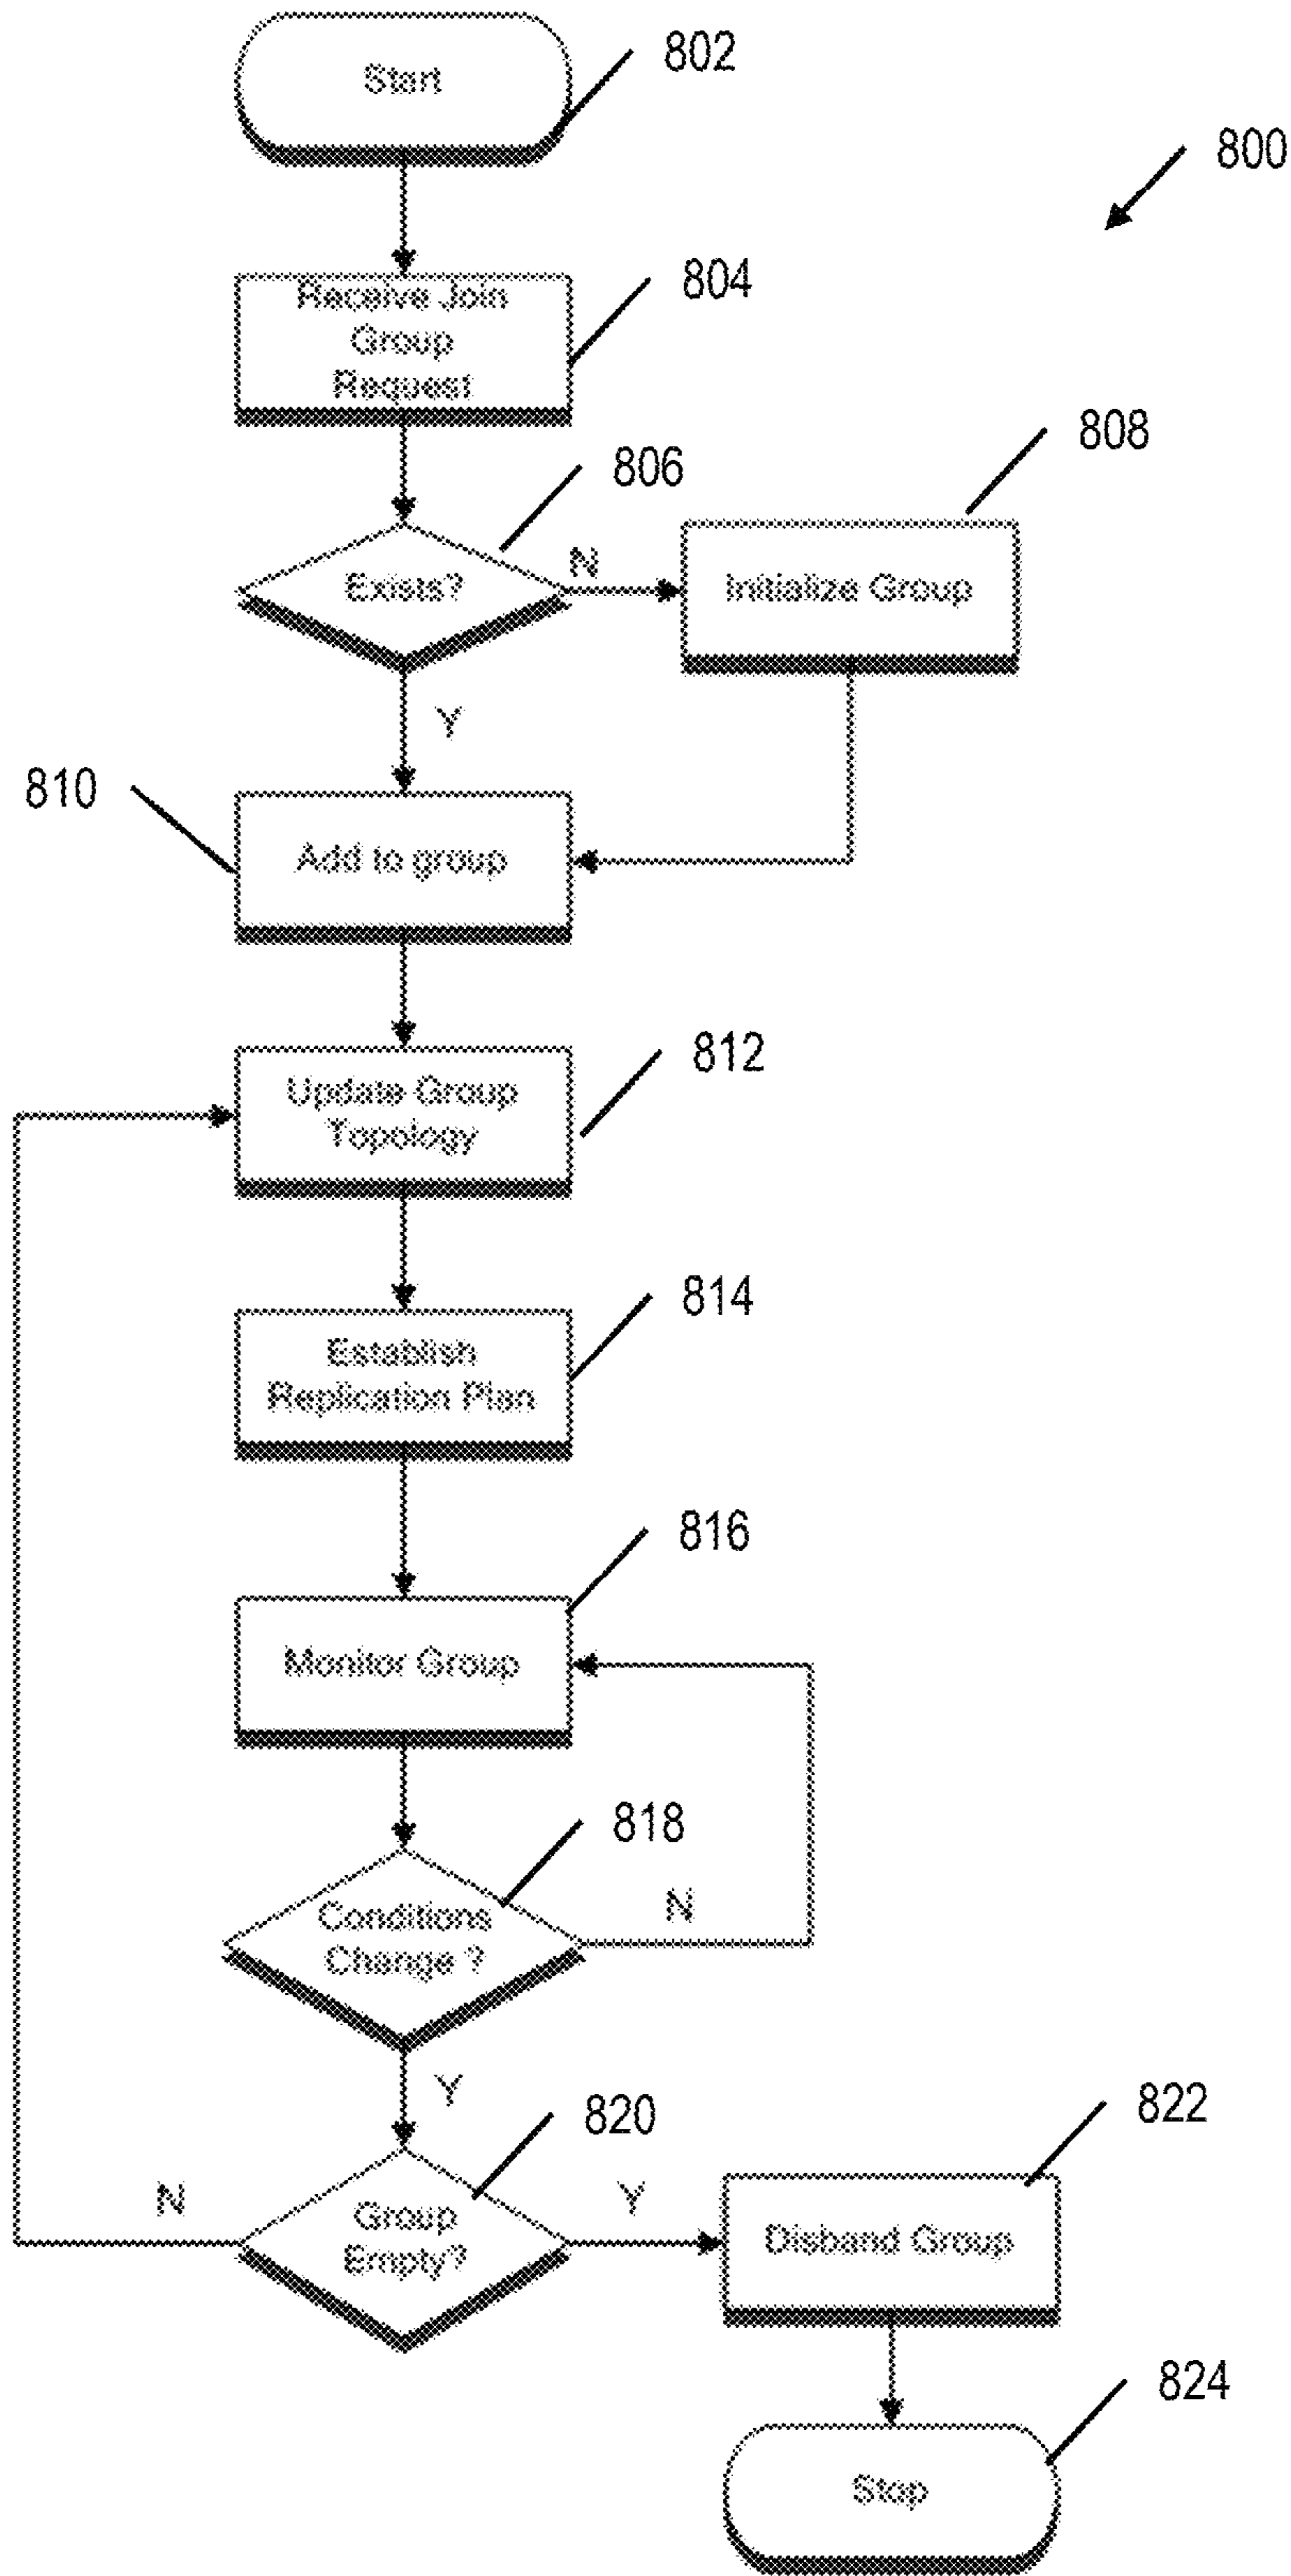 Start
802
800
Receive Join
Group
Request
804
806
808
Exists?
N
Initialize Group
Y
810
Add to group
812
Update Group
Topology
814
Establish
Replication Plan
816
Monitor Group
818
Conditions
Change ?
N
Y
820
822
N
Group
Empty?
Y
Disband Group
824
Stop